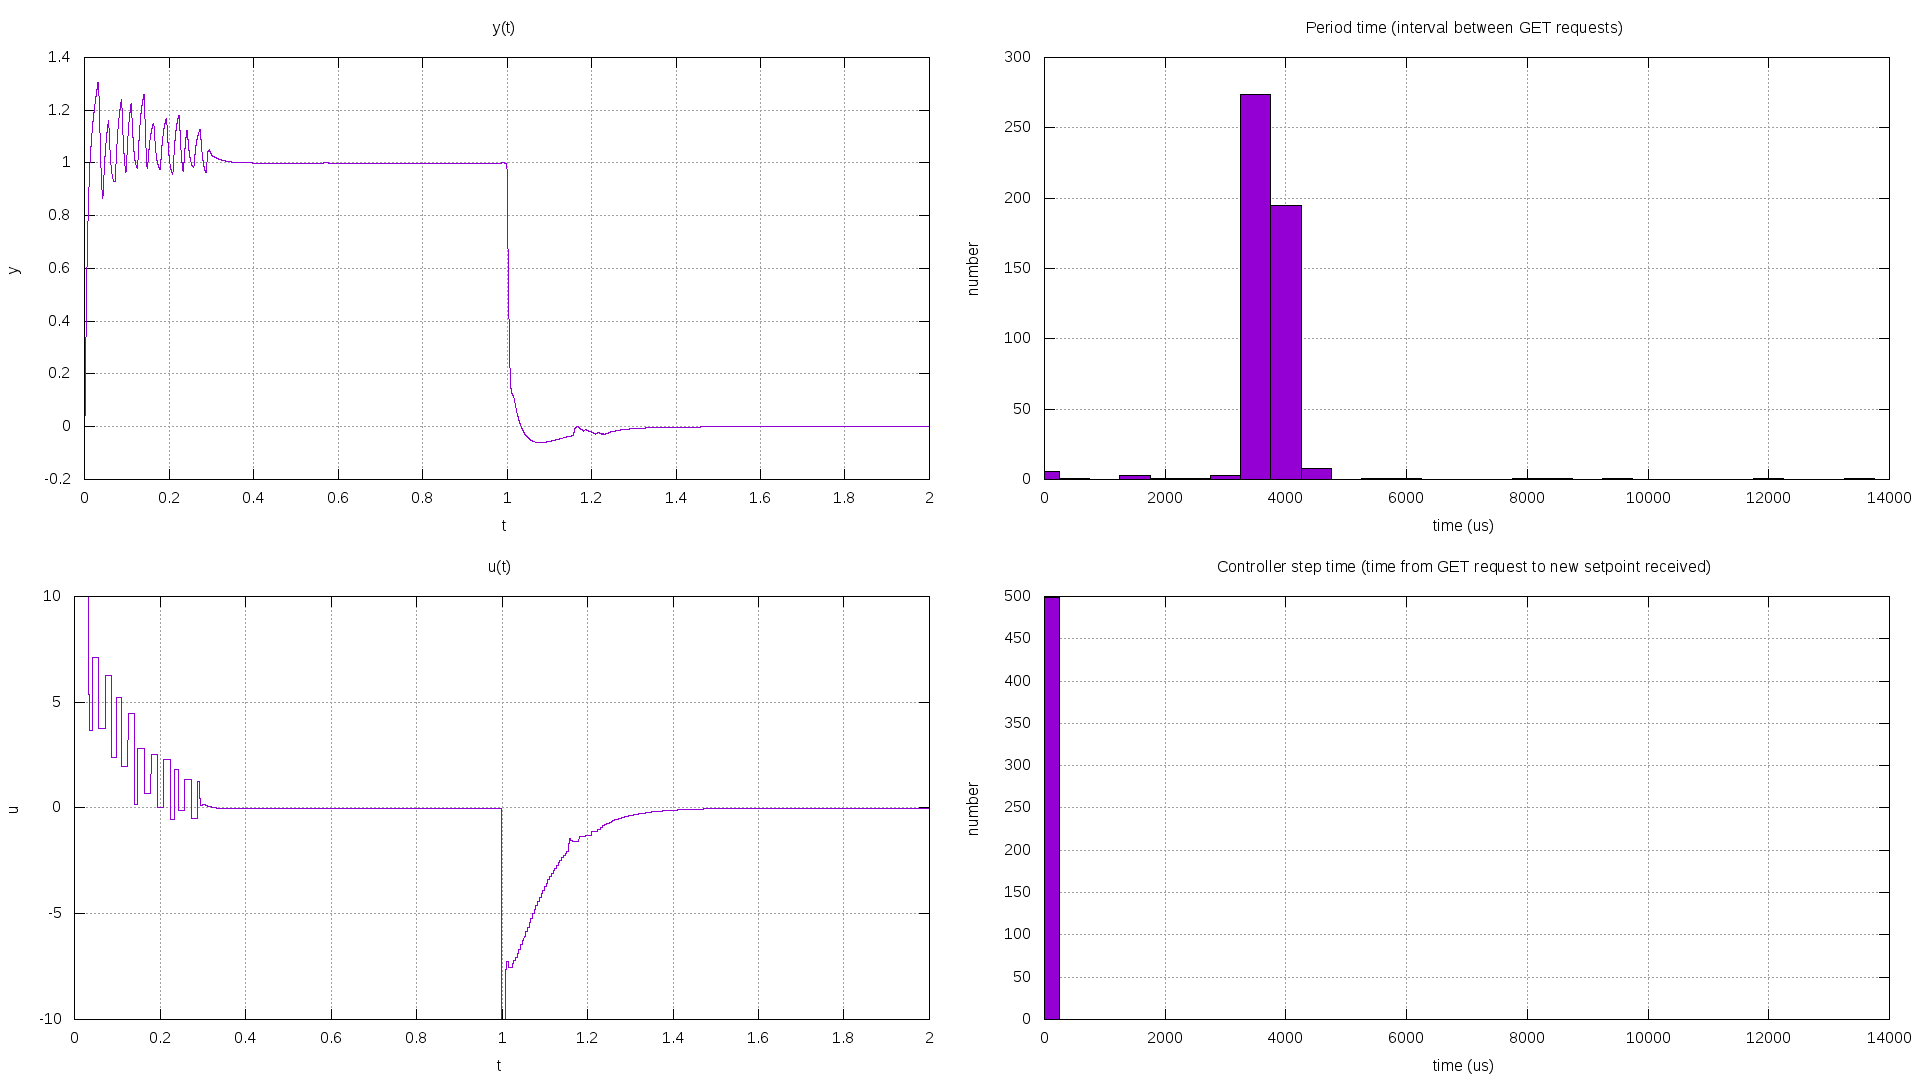 y(t)
1.4
1.2
1
0.8
0.6
0.4
0.2
0
-0.2
y
0 0.2 0.4 0.6 0.8 1 1.2 1.4 1.6 1.8 2
t
Period time (interval between GET requests)
300
250
200
150
100
50
0
number
0 2000 4000 6000 8000 10000 12000 14000
time (us)
u(t)
10
5
0
-5
-10
u
0 0.2 0.4 0.6 0.8 1 1.2 1.4 1.6 1.8 2
t
Controller step time (time from GET request to new setpoint received)
500
450
400
350
300
250
200
150
100
50
0
number
0 2000 4000 6000 8000 10000 12000 14000
time (us)